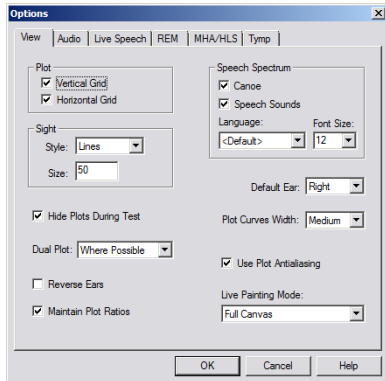 Options
View Audio Live Speech REM MHA/HLS Tymp
Plot
Vertical Grid
Horizontal Grid
Sight
Style: Lines
Size: 50
Hide Plots During Test
Dual Plot: Where Possible
Reverse Ears
Maintain Plot Ratios
Speech Spectrum
Canoe
Speech Sounds
Language: Font Size:
<Default> 12
Default Ear: Right
Plot Curves Width: Medium
Use Plot Antialiasing
Live Painting Mode:
Full Canvas
OK Cancel Help